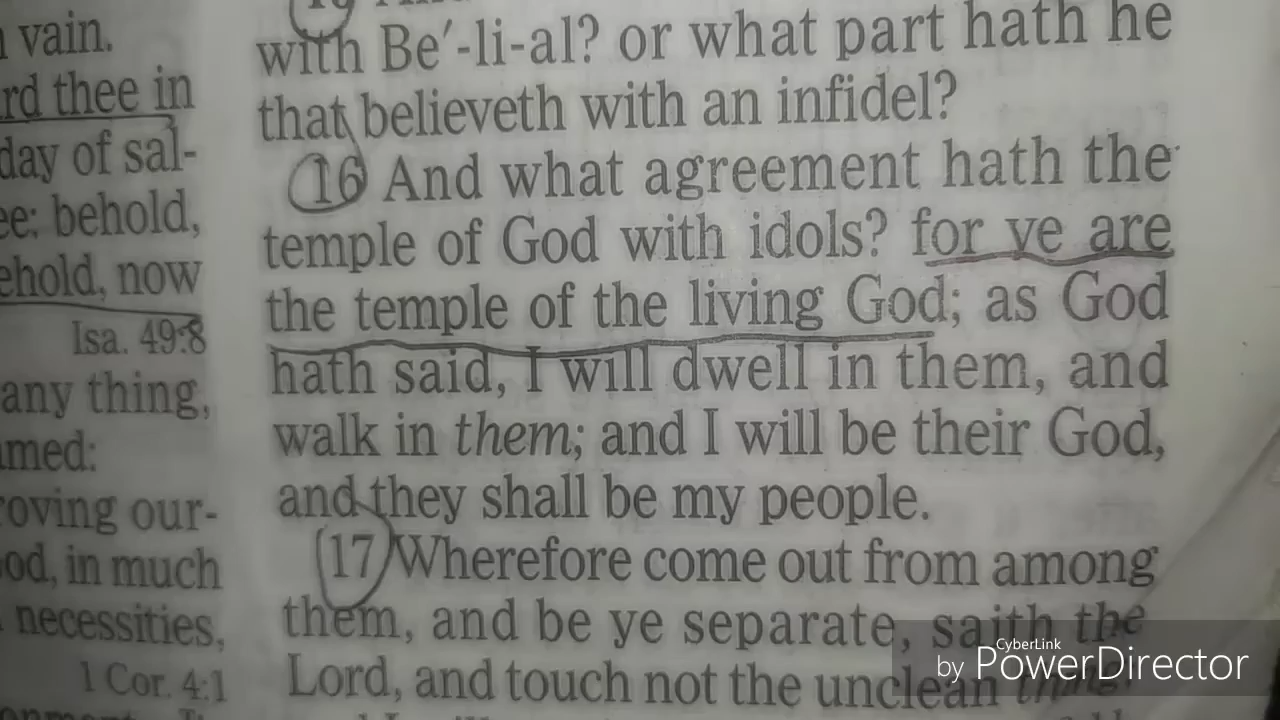 vain.
rd thee in
day of sal-
ee: behold,
ehold, now
Isa. 49:8
any thing,
med:
roving our-
od, in much
necessities,
1 Cor. 4:1
with Be′-li-al? or what part hath he
that believeth with an infidel?
16 And what agreement hath the
temple of God with idols? for ye are
the temple of the living God; as God
hath said, I will dwell in them, and
walk in them; and I will be their God,
and they shall be my people.
17 Wherefore come out from among
them, and be ye separate, saith the
Lord, and touch not the unclean thing;
CyberLink
by PowerDirector